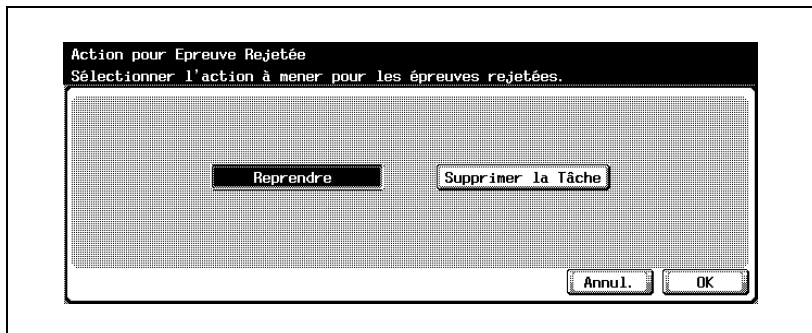 Action pour Epreuve Rejetée
Sélectionner l'action à mener pour les épreuves rejetées.
Reprendre Supprimer la Tâche
Annul. OK